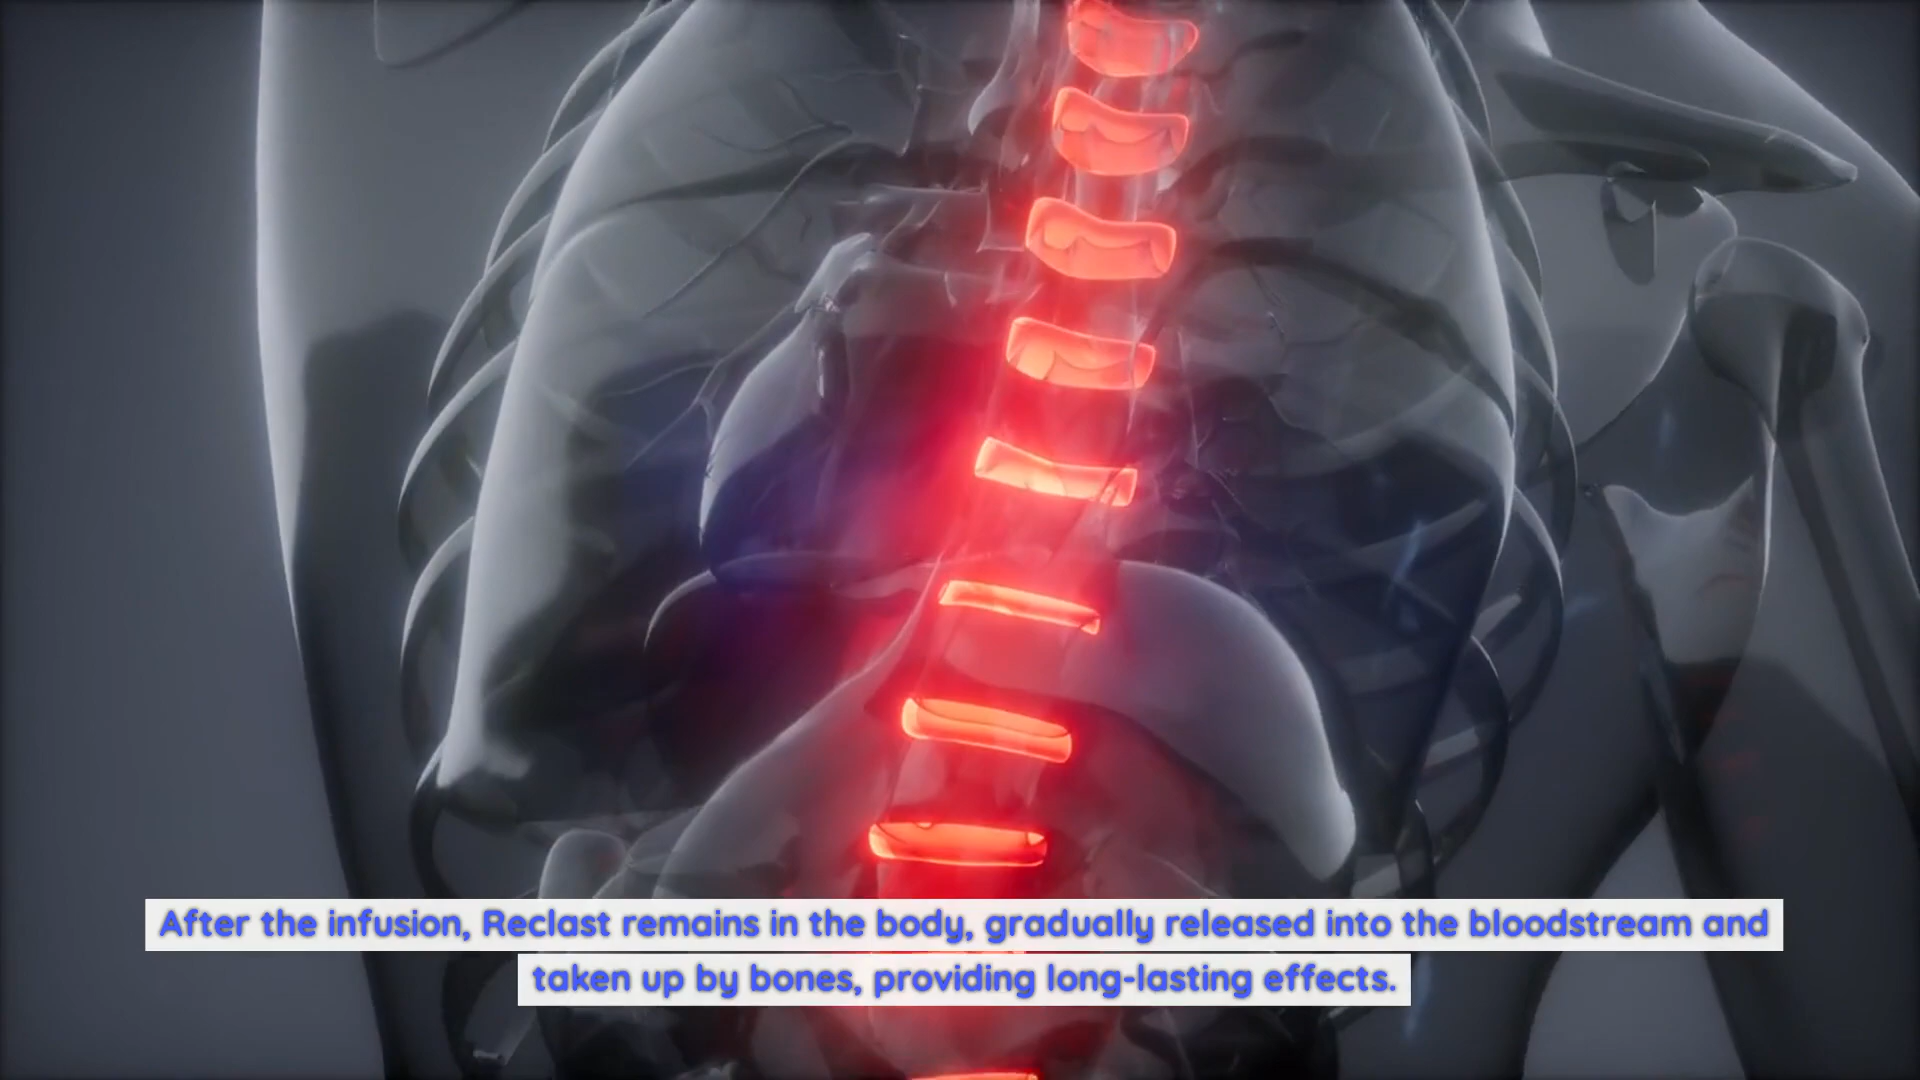 After the infusion, Reclast remains in the body, gradually released into the bloodstream and
taken up by bones, providing long-lasting effects.